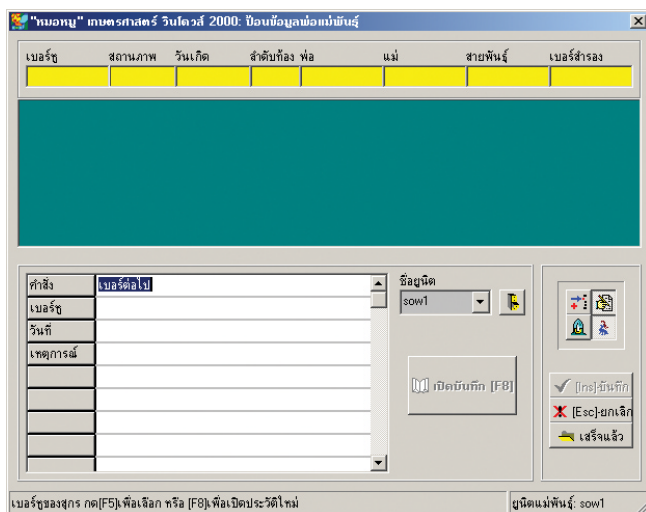 "หมอหนู" เกษตรศาสตร์ วินโดวส์ 2000: ป้อนข้อมูลพ่อแม่พันธุ์
เบอร์หู สถานภาพ วันเกิด ลำดับท้อง พ่อ แม่ สายพันธุ์ เบอร์สำรอง
คำสั่ง เบอร์ต่อไป
เบอร์หู
วันที่
เหตุการณ์
ชื่อยูนิต
sow1
เปิดบันทึก [F8]
[Ins]-บันทึก
[Esc]-ยกเลิก
เสร็จแล้ว
เบอร์หูของสุกร กด[F5]เพื่อเลือก หรือ [F8]เพื่อเปิดประวัติใหม่ ยูนิตแม่พันธุ์: sow1